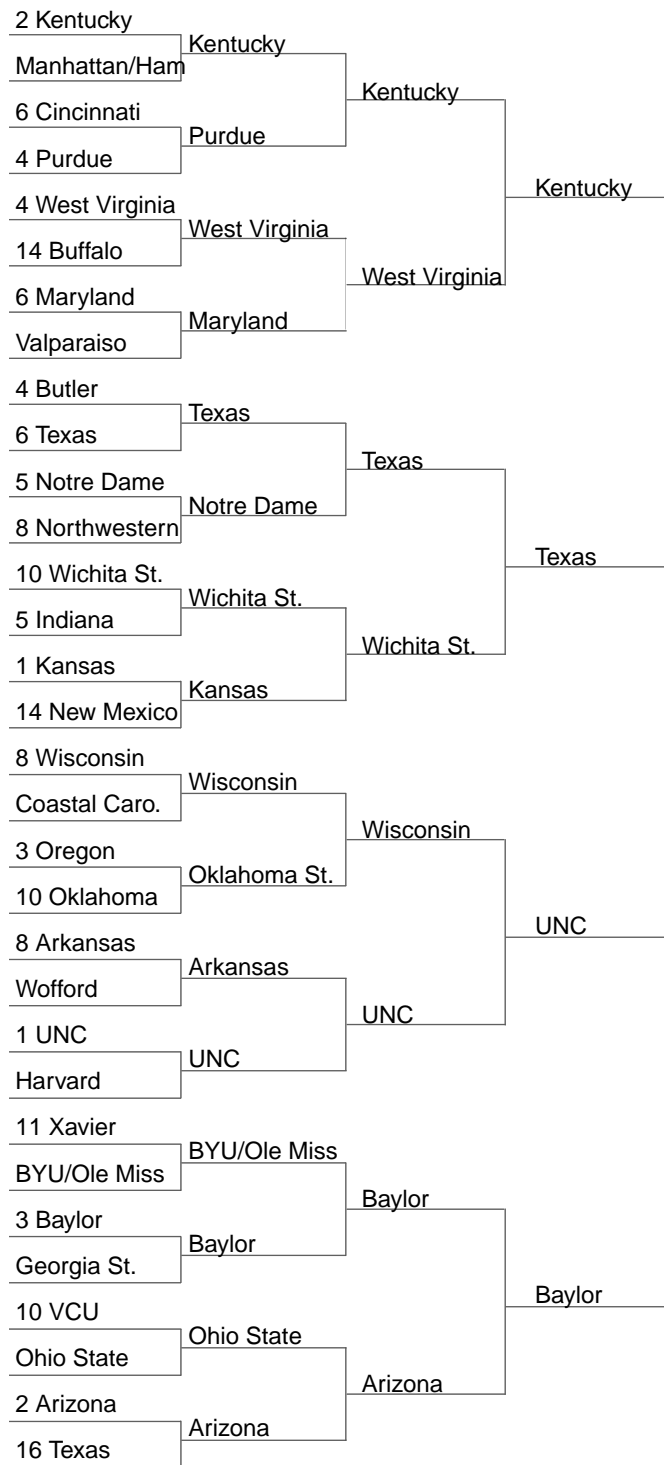 2 Kentucky
Kentucky
Manhattan/Ham
Kentucky
6 Cincinnati
Purdue
4 Purdue
Kentucky
4 West Virginia
West Virginia
14 Buffalo
West Virginia
6 Maryland
Maryland
Valparaiso
4 Butler
Texas
6 Texas
Texas
5 Notre Dame
Notre Dame
8 Northwestern
Texas
10 Wichita St.
Wichita St.
5 Indiana
Wichita St.
1 Kansas
Kansas
14 New Mexico
8 Wisconsin
Wisconsin
Coastal Caro.
Wisconsin
3 Oregon
Oklahoma St.
10 Oklahoma
UNC
8 Arkansas
Arkansas
Wofford
UNC
1 UNC
UNC
Harvard
11 Xavier
BYU/Ole Miss
BYU/Ole Miss
Baylor
3 Baylor
Baylor
Georgia St.
Baylor
10 VCU
Ohio State
Ohio State
Arizona
2 Arizona
Arizona
16 Texas